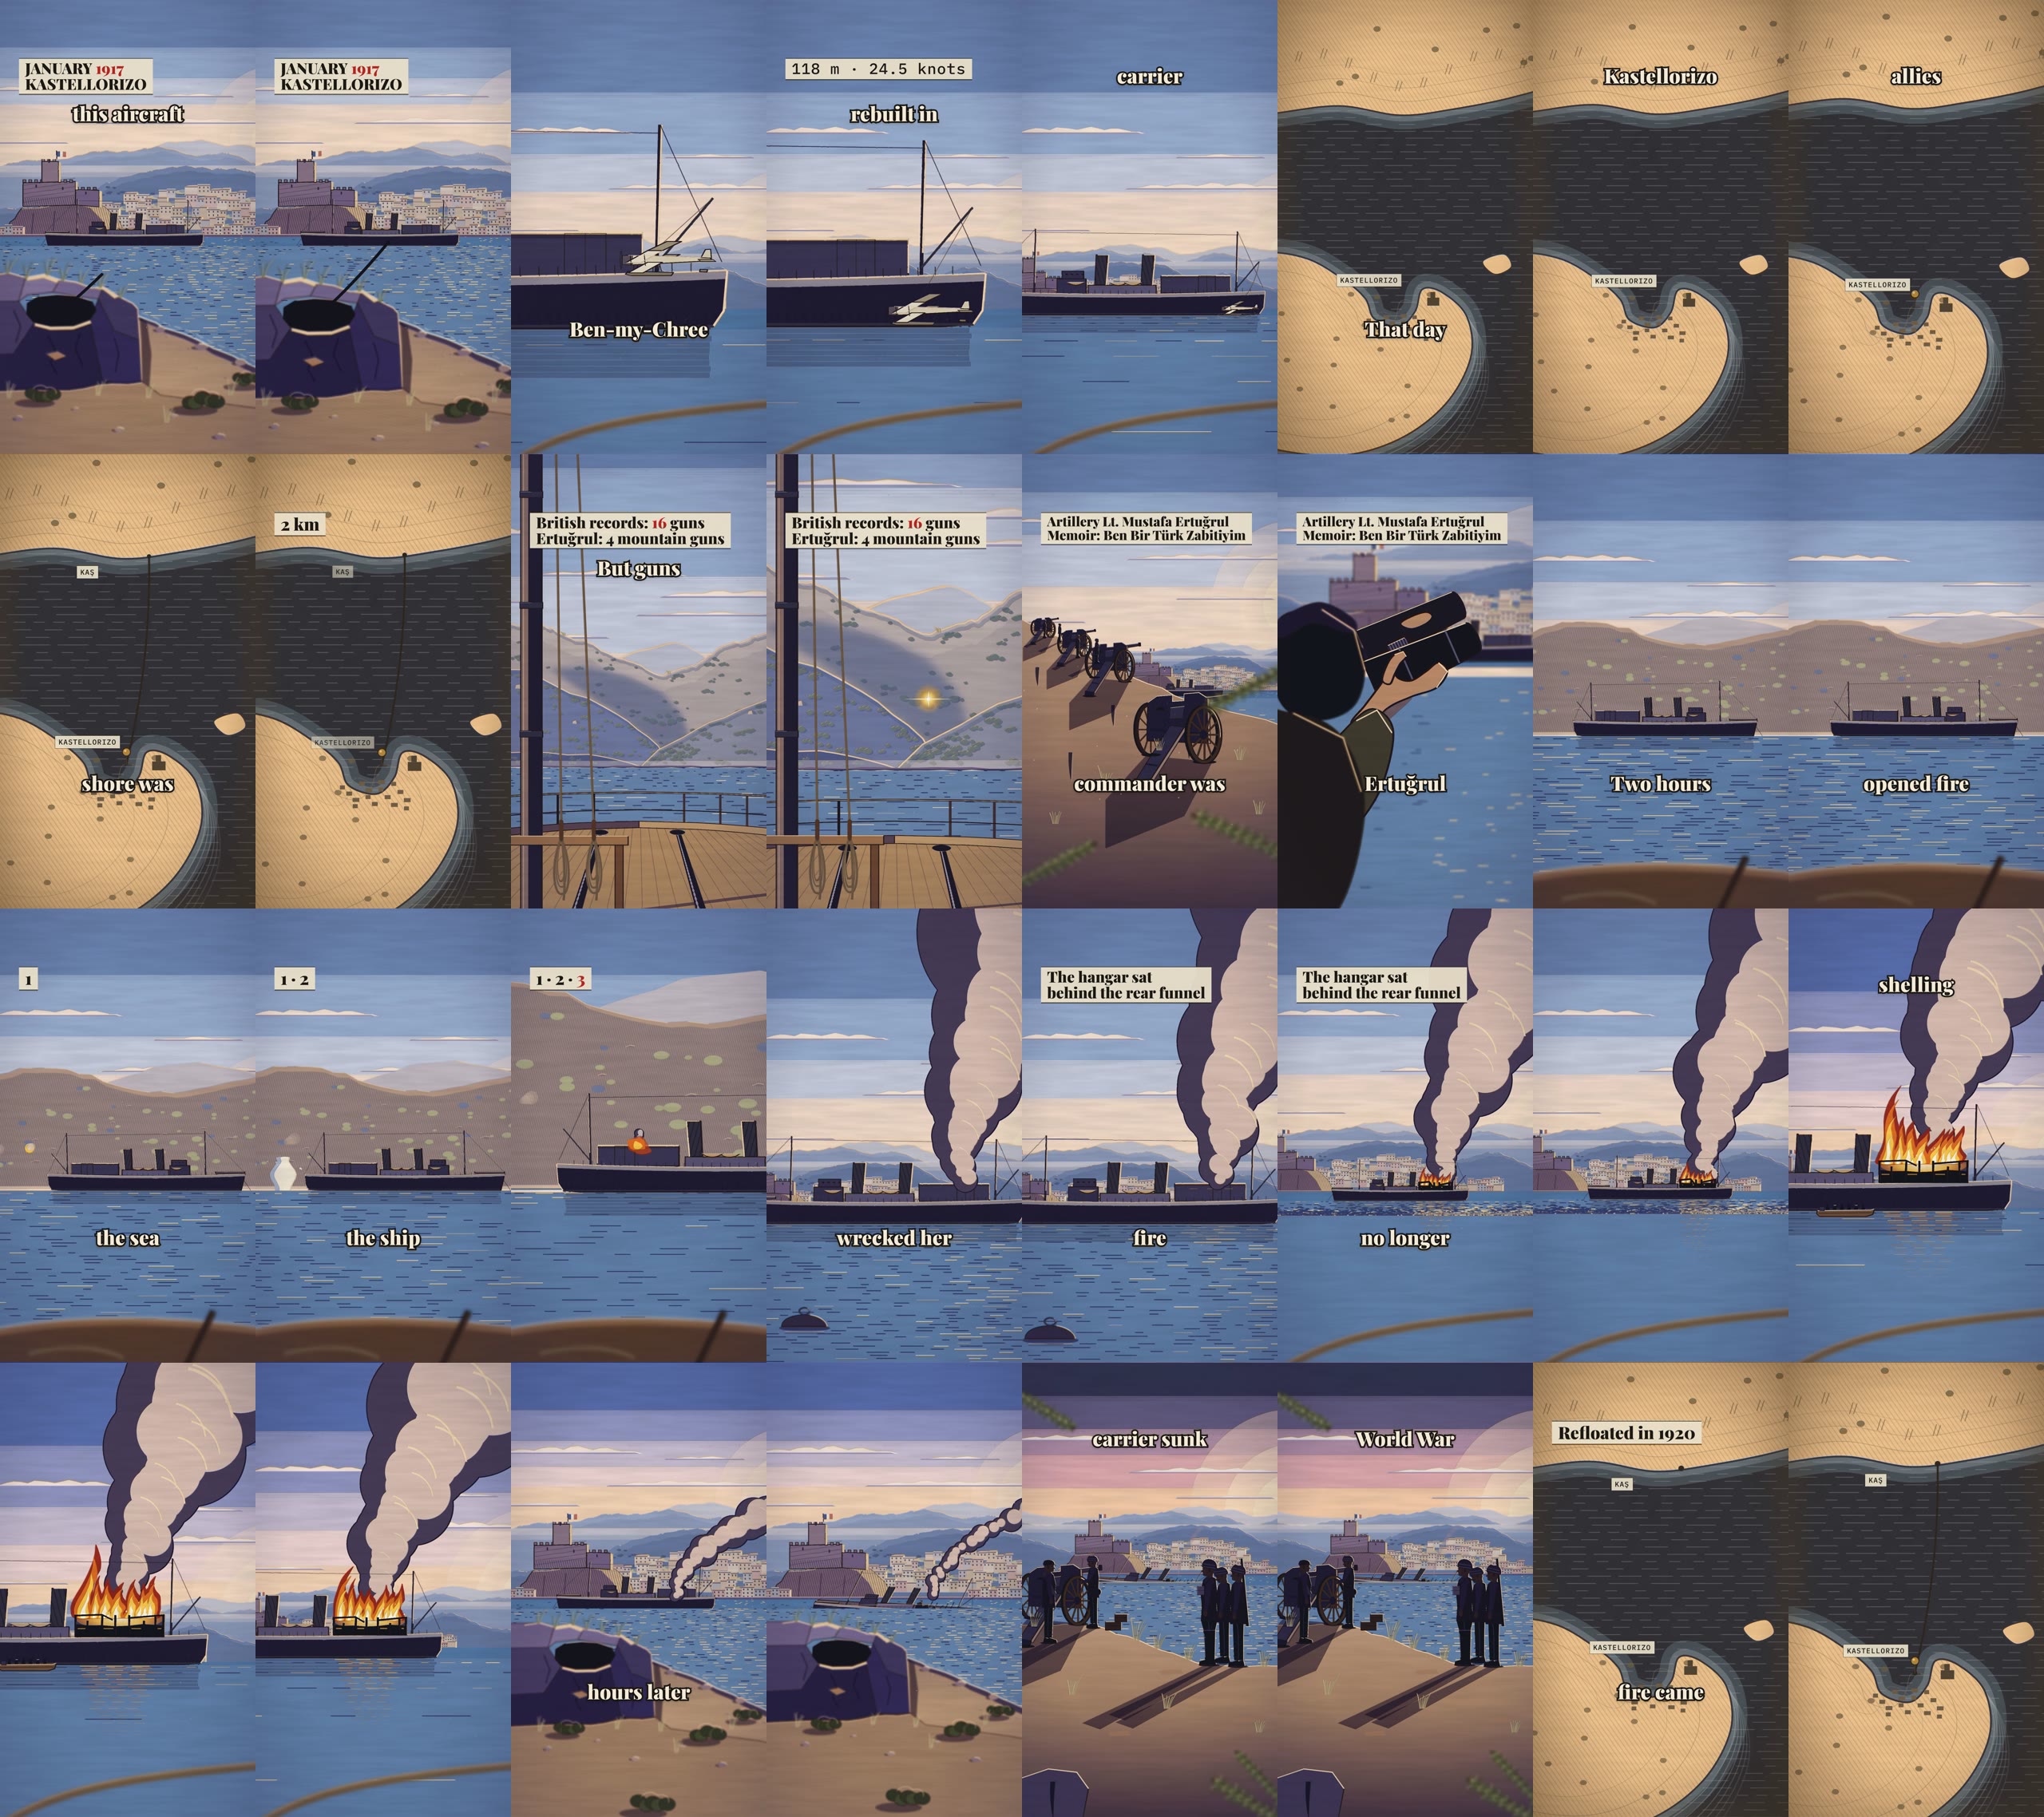 JANUARY 1917
KASTELLORIZO
this aircraft
JANUARY 1917
KASTELLORIZO
Ben-my-Chree
118 m · 24.5 knots
rebuilt in
carrier
KASTELLORIZO
That day
Kastellorizo
KASTELLORIZO
allies
KASTELLORIZO
KAŞ
KASTELLORIZO
shore was
2 km
KAŞ
KASTELLORIZO
British records: 16 guns
Ertuğrul: 4 mountain guns
But guns
British records: 16 guns
Ertuğrul: 4 mountain guns
Artillery Lt. Mustafa Ertuğrul
Memoir: Ben Bir Türk Zabitiyim
commander was
Artillery Lt. Mustafa Ertuğrul
Memoir: Ben Bir Türk Zabitiyim
Ertuğrul
Two hours
opened fire
1
the sea
1 · 2
the ship
1 · 2 · 3
wrecked her
The hangar sat
behind the rear funnel
fire
The hangar sat
behind the rear funnel
no longer
shelling
hours later
carrier sunk
World War
Refloated in 1920
KAŞ
KASTELLORIZO
fire came
KAŞ
KASTELLORIZO